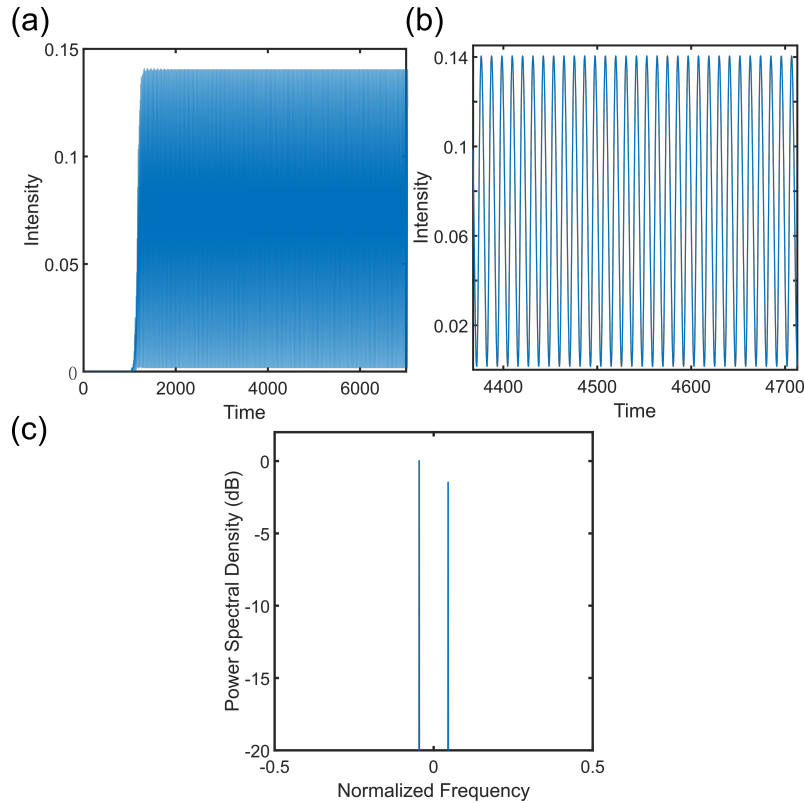 (a)
0.15
0.1
0.05
0
Intensity
0 2000 4000 6000
Time
(b)
0.14
0.1
0.06
0.02
Intensity
4400 4500 4600 4700
Time
(c)
0
-5
-10
-15
-20
Power Spectral Density (dB)
-0.5 0 0.5
Normalized Frequency